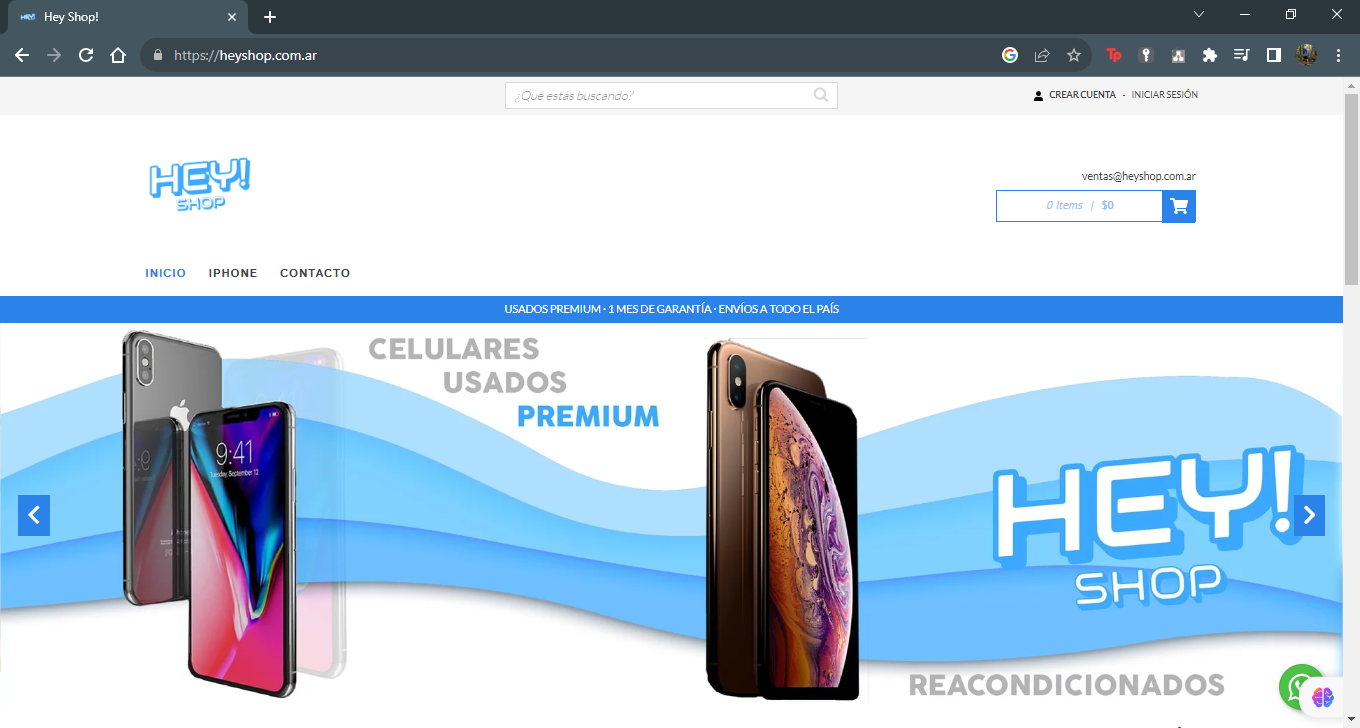 Hey Shop!
https://heyshop.com.ar
Tp
¿Qué estás buscando?
CREAR CUENTA - INICIAR SESIÓN
HEY!
SHOP
ventas@heyshop.com.ar
0 Items / $0
INICIO IPHONE CONTACTO
USADOS PREMIUM · 1 MES DE GARANTÍA · ENVÍOS A TODO EL PAÍS
CELULARES
USADOS
PREMIUM
9:41
Tuesday, September 12
HEY!
SHOP
REACONDICIONADOS